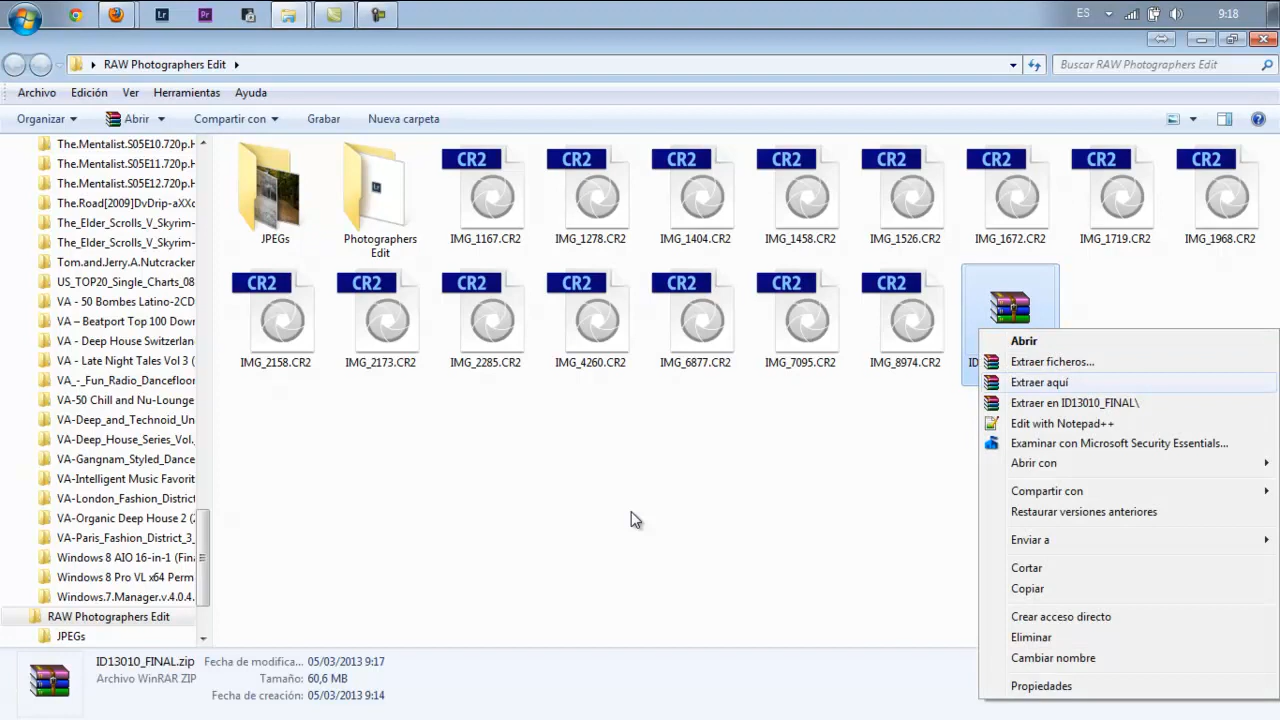 Lr
Pr
ES
9:18
RAW Photographers Edit
Buscar RAW Photographers Edit
Archivo Edición Ver Herramientas Ayuda
Organizar Abrir Compartir con Grabar Nueva carpeta
The.Mentalist.S05E10.720p.H
The.Mentalist.S05E11.720p.H
The.Mentalist.S05E12.720p.H
The.Road[2009]DvDrip-aXXc
The_Elder_Scrolls_V_Skyrim-
The_Elder_Scrolls_V_Skyrim-
Tom.and.Jerry.A.Nutcracker
US_TOP20_Single_Charts_08
VA - 50 Bombes Latino-2CD
VA – Beatport Top 100 Down
VA - Deep House Switzerlan
VA - Late Night Tales Vol 3 (
VA_-_Fun_Radio_Dancefloor
VA-50 Chill and Nu-Lounge
VA-Deep_and_Technoid_Un
VA-Deep_House_Series_Vol.
VA-Gangnam_Styled_Dance
VA-Intelligent Music Favorit
VA-London_Fashion_District
VA-Organic Deep House 2 (
VA-Paris_Fashion_District_3_
Windows 8 AIO 16-in-1 (Fina
Windows 8 Pro VL x64 Perm
Windows.7.Manager.v.4.0.4.
RAW Photographers Edit
JPEGs
CR2 CR2 CR2 CR2 CR2 CR2 CR2 CR2
JPEGs
Lr
Photographers
Edit
IMG_1167.CR2 IMG_1278.CR2 IMG_1404.CR2 IMG_1458.CR2 IMG_1526.CR2 IMG_1672.CR2 IMG_1719.CR2 IMG_1968.CR2
CR2 CR2 CR2 CR2 CR2 CR2 CR2
IMG_2158.CR2 IMG_2173.CR2 IMG_2285.CR2 IMG_4260.CR2 IMG_6877.CR2 IMG_7095.CR2 IMG_8974.CR2 ID
Abrir
Extraer ficheros...
Extraer aquí
Extraer en ID13010_FINAL\
Edit with Notepad++
Examinar con Microsoft Security Essentials...
Abrir con
Compartir con
Restaurar versiones anteriores
Enviar a
Cortar
Copiar
Crear acceso directo
Eliminar
Cambiar nombre
Propiedades
ID13010_FINAL.zip Fecha de modifica... 05/03/2013 9:17
Archivo WinRAR ZIP Tamaño: 60,6 MB
Fecha de creación: 05/03/2013 9:14